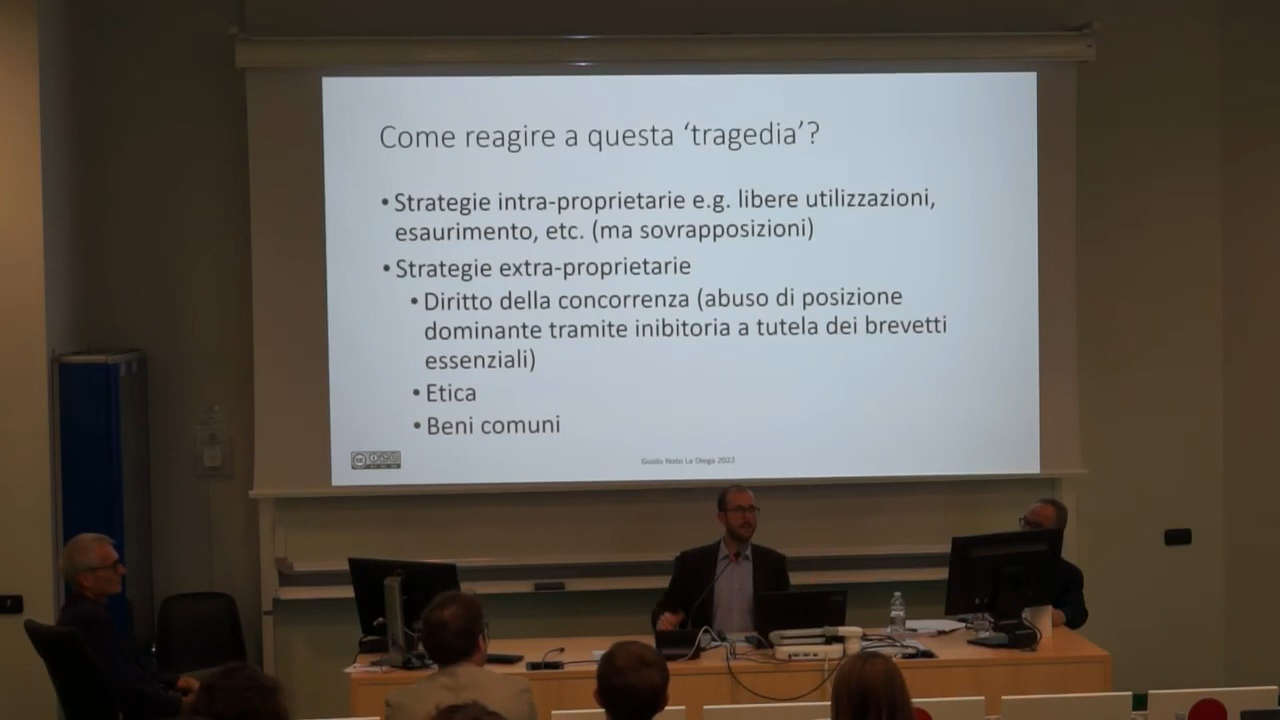 Come reagire a questa ‘tragedia’?
• Strategie intra-proprietarie e.g. libere utilizzazioni,
esaurimento, etc. (ma sovrapposizioni)
• Strategie extra-proprietarie
• Diritto della concorrenza (abuso di posizione
dominante tramite inibitoria a tutela dei brevetti
essenziali)
• Etica
• Beni comuni
Guido Noto La Diega 2022